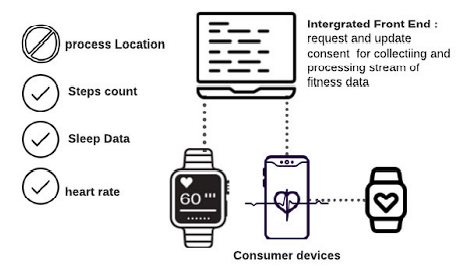 process Location
Steps count
Sleep Data
heart rate
Intergrated Front End :
request and update
consent for collectiing and
processing stream of
fitness data
60
Consumer devices